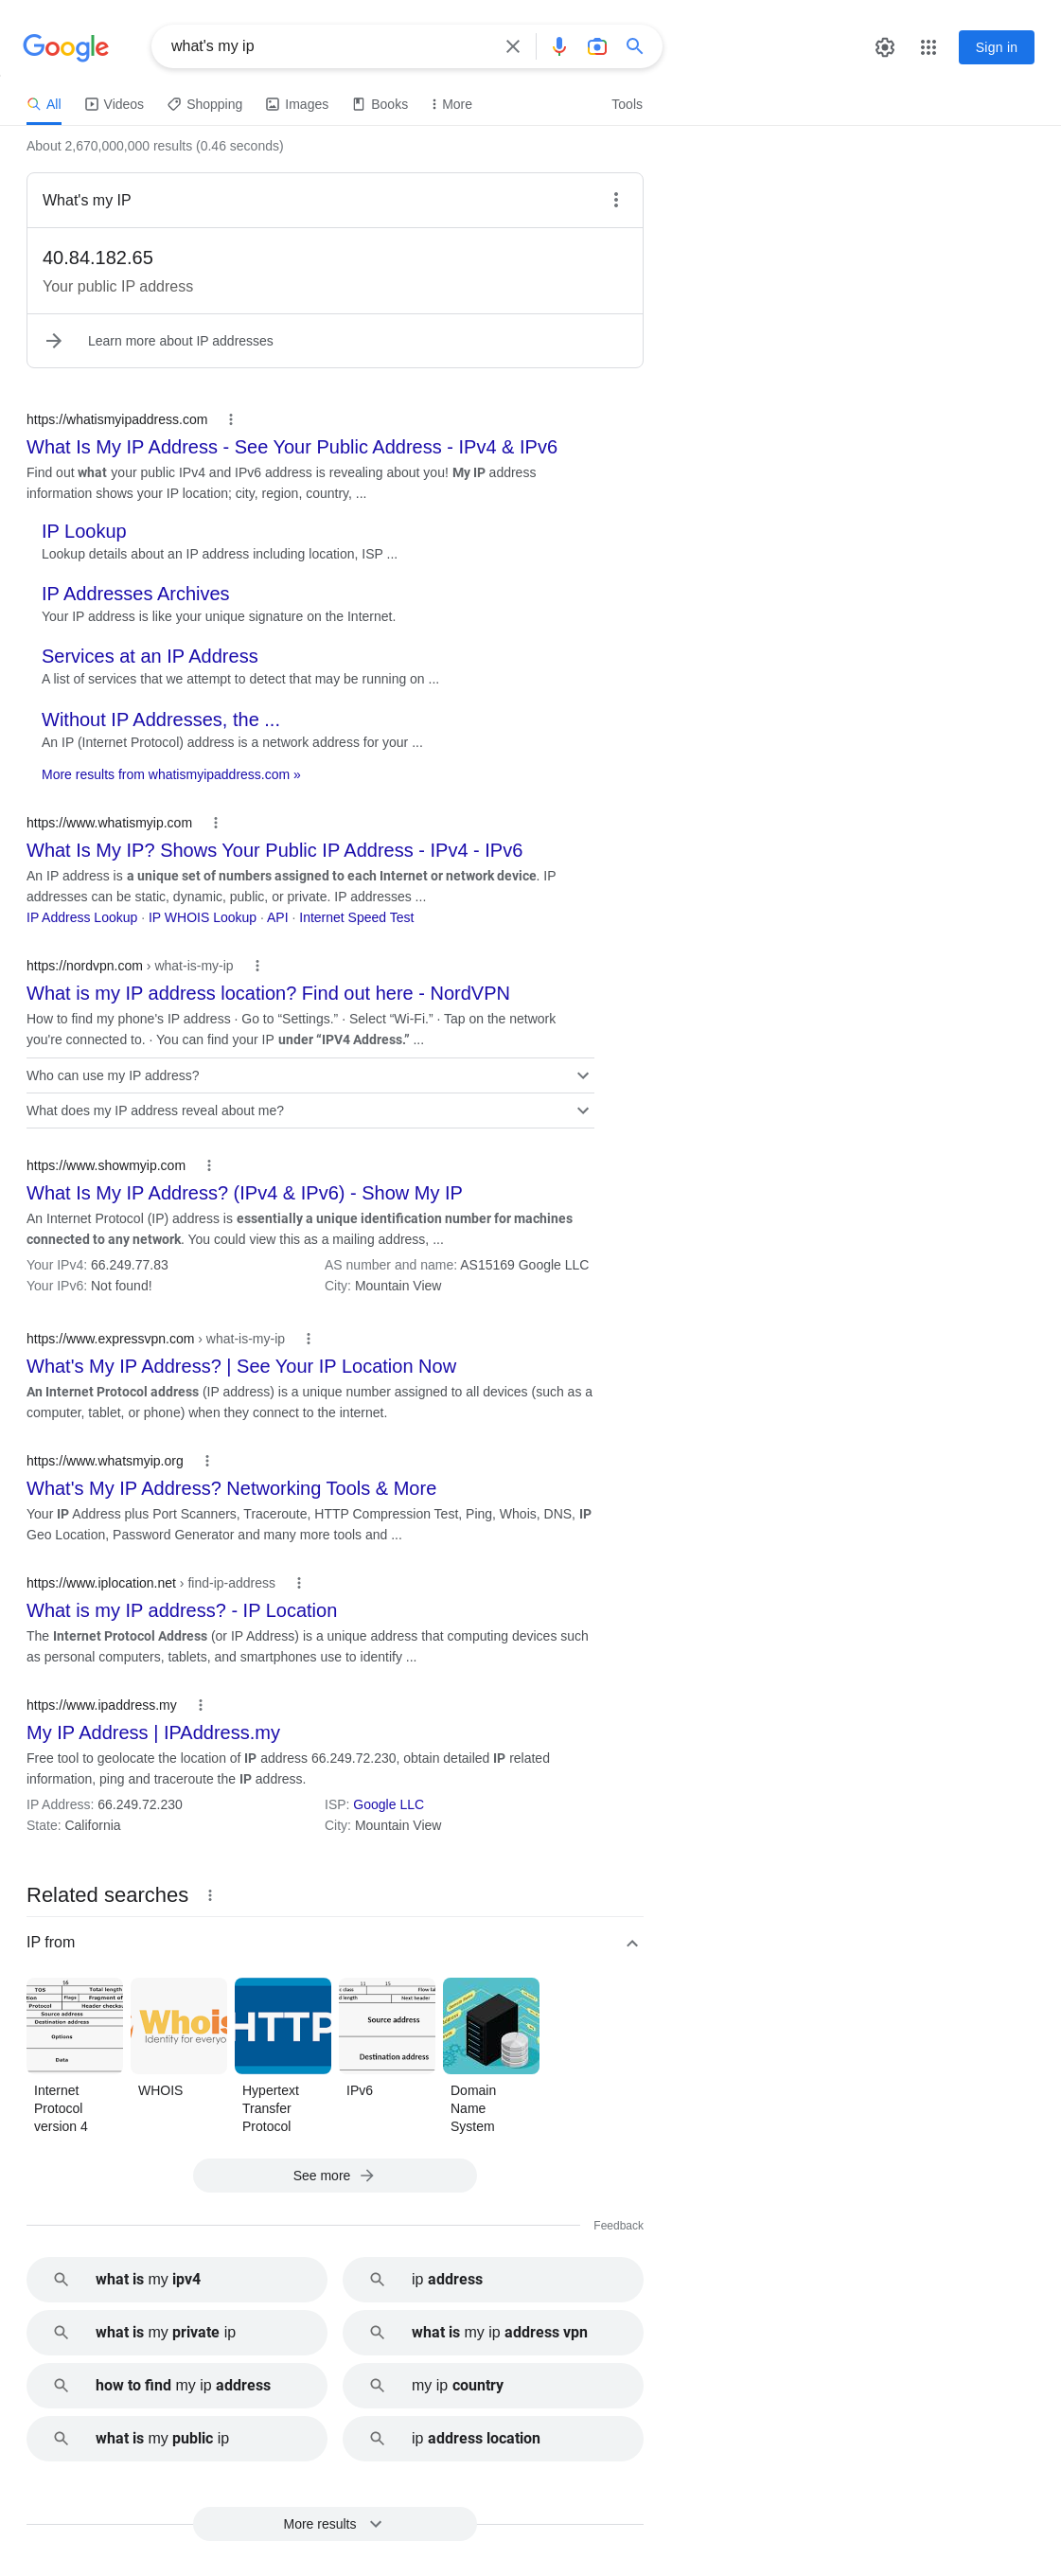 Google
what's my ip
Sign in
All Videos Shopping Images Books More Tools
About 2,670,000,000 results (0.46 seconds)
What's my IP
40.84.182.65
Your public IP address
Learn more about IP addresses
https://whatismyipaddress.com
What Is My IP Address - See Your Public Address - IPv4 & IPv6
Find out what your public IPv4 and IPv6 address is revealing about you! My IP address
information shows your IP location; city, region, country, ...
IP Lookup
Lookup details about an IP address including location, ISP ...
IP Addresses Archives
Your IP address is like your unique signature on the Internet.
Services at an IP Address
A list of services that we attempt to detect that may be running on ...
Without IP Addresses, the ...
An IP (Internet Protocol) address is a network address for your ...
More results from whatismyipaddress.com »
https://www.whatismyip.com
What Is My IP? Shows Your Public IP Address - IPv4 - IPv6
An IP address is a unique set of numbers assigned to each Internet or network device. IP
addresses can be static, dynamic, public, or private. IP addresses ...
IP Address Lookup · IP WHOIS Lookup · API · Internet Speed Test
https://nordvpn.com › what-is-my-ip
What is my IP address location? Find out here - NordVPN
How to find my phone's IP address · Go to “Settings.” · Select “Wi-Fi.” · Tap on the network
you're connected to. · You can find your IP under “IPV4 Address.” ...
Who can use my IP address?
What does my IP address reveal about me?
https://www.showmyip.com
What Is My IP Address? (IPv4 & IPv6) - Show My IP
An Internet Protocol (IP) address is essentially a unique identification number for machines
connected to any network. You could view this as a mailing address, ...
Your IPv4: 66.249.77.83 AS number and name: AS15169 Google LLC
Your IPv6: Not found! City: Mountain View
https://www.expressvpn.com › what-is-my-ip
What's My IP Address? | See Your IP Location Now
An Internet Protocol address (IP address) is a unique number assigned to all devices (such as a
computer, tablet, or phone) when they connect to the internet.
https://www.whatsmyip.org
What's My IP Address? Networking Tools & More
Your IP Address plus Port Scanners, Traceroute, HTTP Compression Test, Ping, Whois, DNS, IP
Geo Location, Password Generator and many more tools and ...
https://www.iplocation.net › find-ip-address
What is my IP address? - IP Location
The Internet Protocol Address (or IP Address) is a unique address that computing devices such
as personal computers, tablets, and smartphones use to identify ...
https://www.ipaddress.my
My IP Address | IPAddress.my
Free tool to geolocate the location of IP address 66.249.72.230, obtain detailed IP related
information, ping and traceroute the IP address.
IP Address: 66.249.72.230 ISP: Google LLC
State: California City: Mountain View
Related searches
IP from
16
TOS Total length
Flags Fragment of
Protocol Header checksu
Source address
Destination address
Options
Data
Whois
Identity for everyo
HTTP
Next header
Source address
Destination address
Internet Protocol version 4
WHOIS
Hypertext Transfer Protocol
IPv6
Domain Name System
See more
Feedback
what is my ipv4
ip address
what is my private ip
what is my ip address vpn
how to find my ip address
my ip country
what is my public ip
ip address location
More results